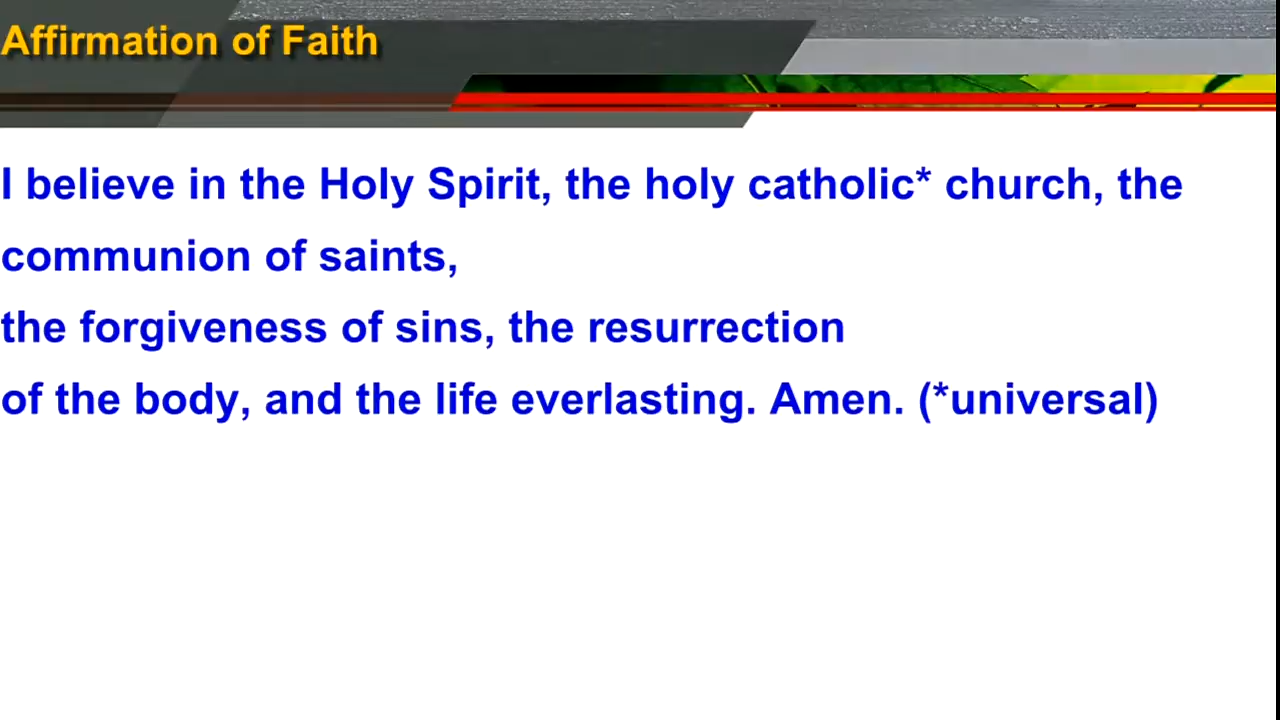 Affirmation of Faith
I believe in the Holy Spirit, the holy catholic* church, the
communion of saints,
the forgiveness of sins, the resurrection
of the body, and the life everlasting. Amen. (*universal)